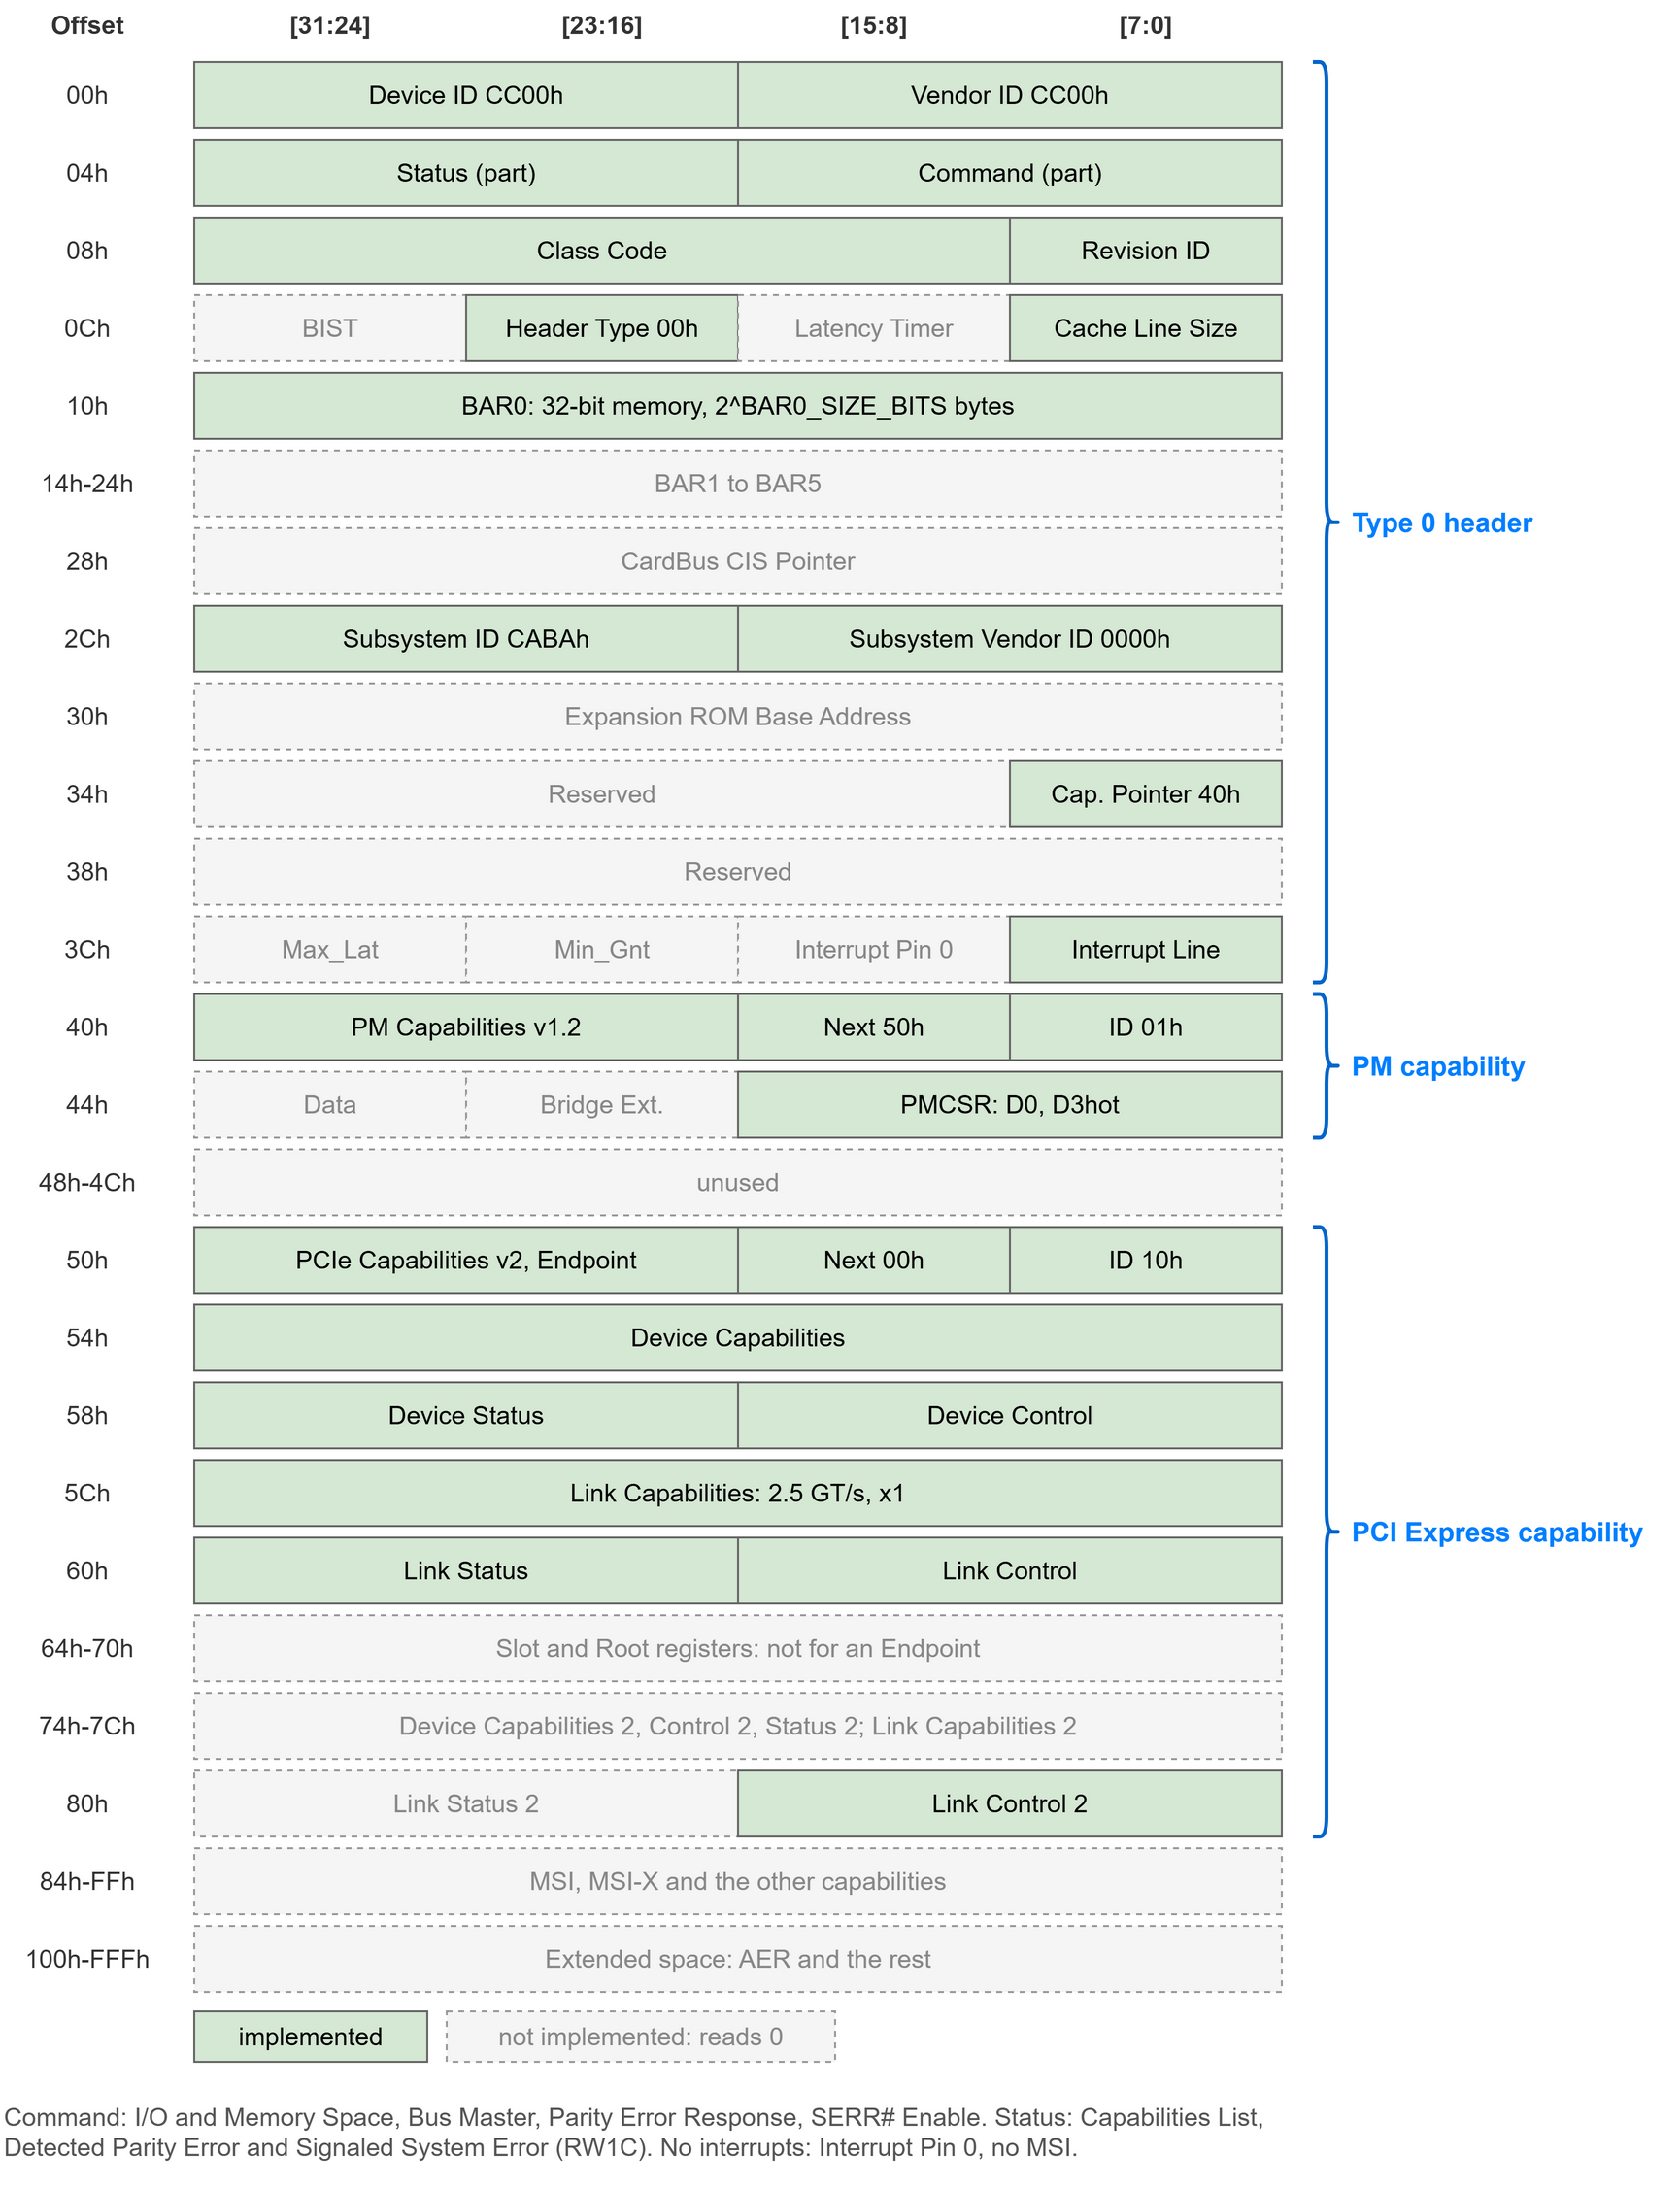 Offset [31:24] [23:16] [15:8] [7:0]
00h Device ID CC00h Vendor ID CC00h
04h Status (part) Command (part)
08h Class Code Revision ID
0Ch BIST Header Type 00h Latency Timer Cache Line Size
10h BAR0: 32-bit memory, 2^BAR0_SIZE_BITS bytes
14h-24h BAR1 to BAR5
Type 0 header
28h CardBus CIS Pointer
2Ch Subsystem ID CABAh Subsystem Vendor ID 0000h
30h Expansion ROM Base Address
34h Reserved Cap. Pointer 40h
38h Reserved
3Ch Max_Lat Min_Gnt Interrupt Pin 0 Interrupt Line
40h PM Capabilities v1.2 Next 50h ID 01h
PM capability
44h Data Bridge Ext. PMCSR: D0, D3hot
48h-4Ch unused
50h PCIe Capabilities v2, Endpoint Next 00h ID 10h
54h Device Capabilities
58h Device Status Device Control
5Ch Link Capabilities: 2.5 GT/s, x1
PCI Express capability
60h Link Status Link Control
64h-70h Slot and Root registers: not for an Endpoint
74h-7Ch Device Capabilities 2, Control 2, Status 2; Link Capabilities 2
80h Link Status 2 Link Control 2
84h-FFh MSI, MSI-X and the other capabilities
100h-FFFh Extended space: AER and the rest
implemented not implemented: reads 0
Command: I/O and Memory Space, Bus Master, Parity Error Response, SERR# Enable. Status: Capabilities List,
Detected Parity Error and Signaled System Error (RW1C). No interrupts: Interrupt Pin 0, no MSI.